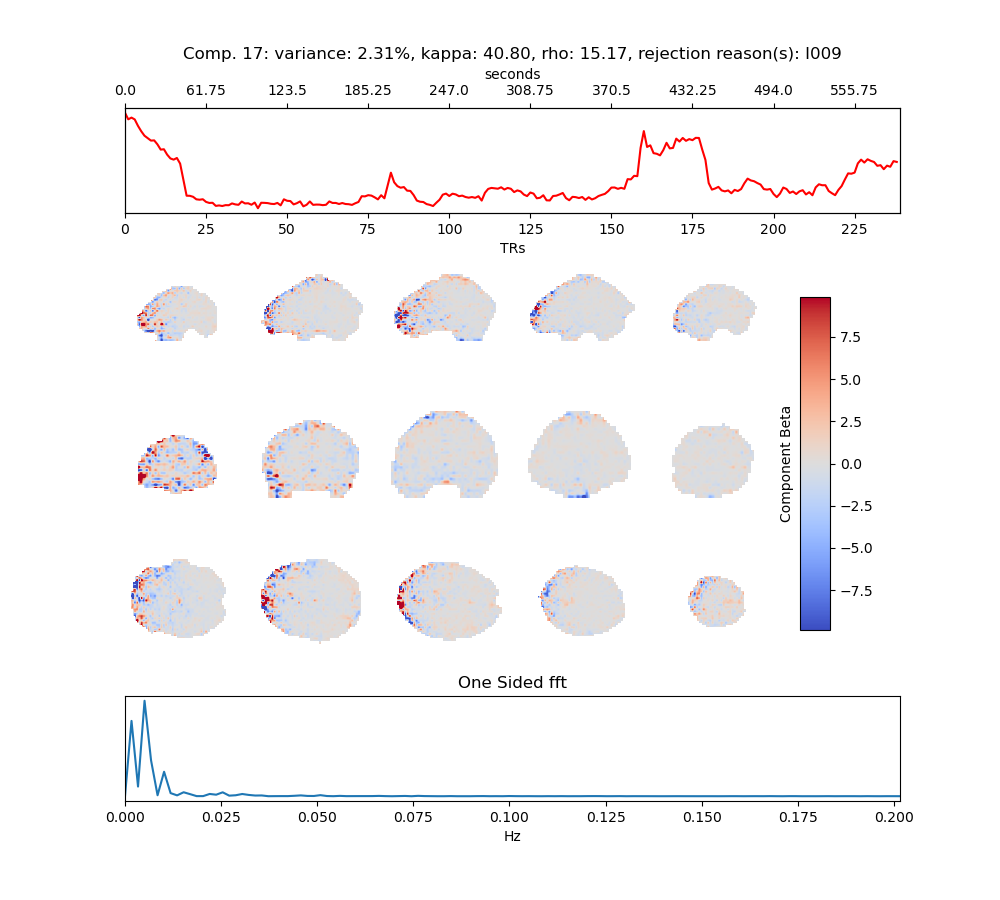 Comp. 17: variance: 2.31%, kappa: 40.80, rho: 15.17, rejection reason(s): I009
seconds
0.0 61.75 123.5 185.25 247.0 308.75 370.5 432.25 494.0 555.75
0 25 50 75 100 125 150 175 200 225
TRs
7.5
5.0
2.5
0.0
−2.5
−5.0
−7.5
Component Beta
One Sided fft
0.000 0.025 0.050 0.075 0.100 0.125 0.150 0.175 0.200
Hz